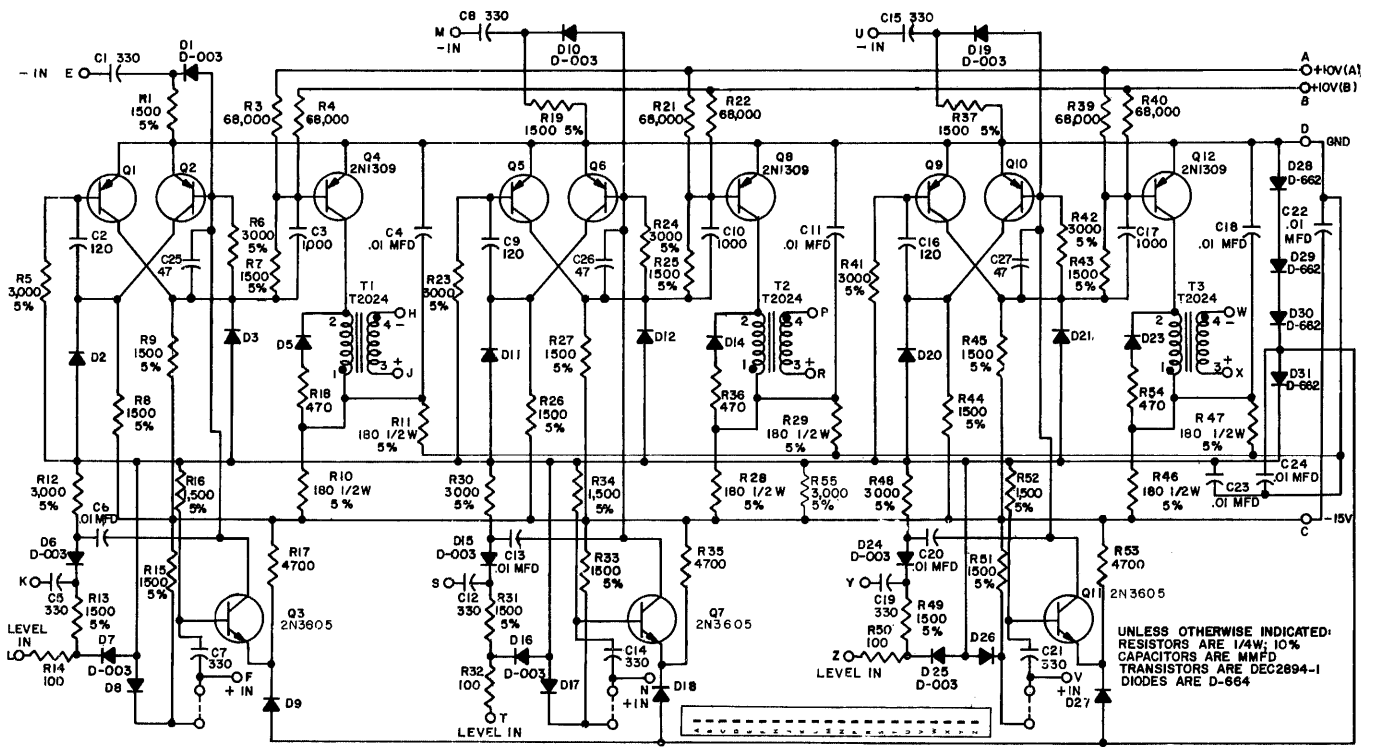 C1 330
D1
D-003
-IN E
R1
1500
5%
R3
68,000
R4
68,000
M
-IN
C8 330
D10
D-003
R19
1500 5%
R21
68,000
R22
68,000
U
-IN
C15 330
D19
D-003
R37
1500 5%
R39
68,000
R40
68,000
A
+10V(A)
+10V(B)
B
D
GND
Q1
Q2
Q4
2N1309
Q5
Q6
Q8
2N1309
Q9
Q10
Q12
2N1309
D28
D-662
C2
120
R6
3000
5%
R7
1500
5%
C25
47
C3
1000
C4
.01 MFD
C9
120
R24
3000
5%
R25
1500
5%
C26
47
C10
1000
C11
.01 MFD
C16
120
R42
3000
5%
R43
1500
5%
C27
47
C17
1000
C18
.01 MFD
C22
.01
MFD
D29
D-662
D30
D-662
D31
D-662
R5
3,000
5%
R23
3000
5%
R41
3000
5%
T1
T2024
2
4
-
H
1
3
+
J
T2
T2024
2
4
P
1
3
R
T3
T2024
2
4
-
W
1
3
+
X
D2
R9
1500
5%
D3
D5
R18
470
R8
1500
5%
R11
180 1/2W
5%
D11
R27
1500
5%
D12
D14
R36
470
R26
1500
5%
R29
180 1/2W
5%
D20
R45
1500
5%
D21
D23
R54
470
R44
1500
5%
R47
180 1/2W
5%
R12
3,000
5%
R16
1,500
5%
R10
180 1/2W
5%
R30
3000
5%
R34
1,500
5%
R28
180 1/2W
5%
R55
3,000
5%
R48
3000
5%
R52
1,500
5%
R46
180 1/2W
5%
C23
.01 MFD
C24
.01 MFD
-15V
C
C6
.01 MFD
D6
D-003
K
C5
330
R13
1500
5%
R15
1500
5%
R17
4700
Q3
2N3605
LEVEL
IN
L
R14
100
D7
D-003
D8
C7
330
F
+ IN
D9
D15
D-003
C13
.01 MFD
S
C12
330
R31
1500
5%
R33
1500
5%
R35
4700
Q7
2N3605
R32
100
D16
D-003
D17
C14
330
N
+IN
D18
T
LEVEL IN
D24
D-003
C20
.01 MFD
Y
C19
330
R49
1500
5%
R51
1500
5%
R53
4700
Q11 2N3605
R50
100
Z
LEVEL IN
D25
D-003
D26
C21
330
V
+ IN
D27
UNLESS OTHERWISE INDICATED:
RESISTORS ARE 1/4W; 10%
CAPACITORS ARE MMFD
TRANSISTORS ARE DEC2894-1
DIODES ARE D-664